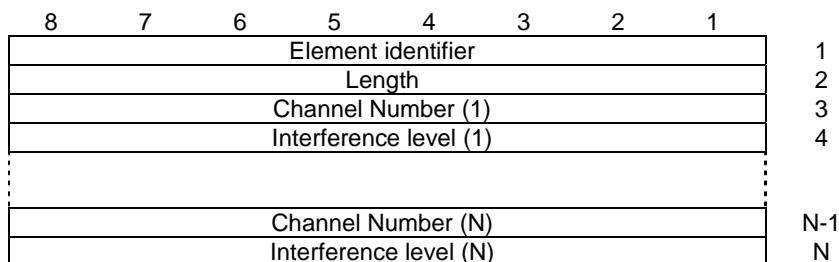 8 7 6 5 4 3 2 1
Element identifier 1
Length 2
Channel Number (1) 3
Interference level (1) 4
Channel Number (N) N-1
Interference level (N) N